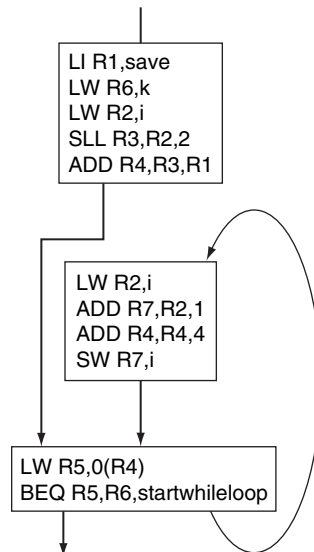 LI R1,save
LW R6,k
LW R2,i
SLL R3,R2,2
ADD R4,R3,R1
LW R2,i
ADD R7,R2,1
ADD R4,R4,4
SW R7,i
LW R5,0(R4)
BEQ R5,R6,startwhileloop